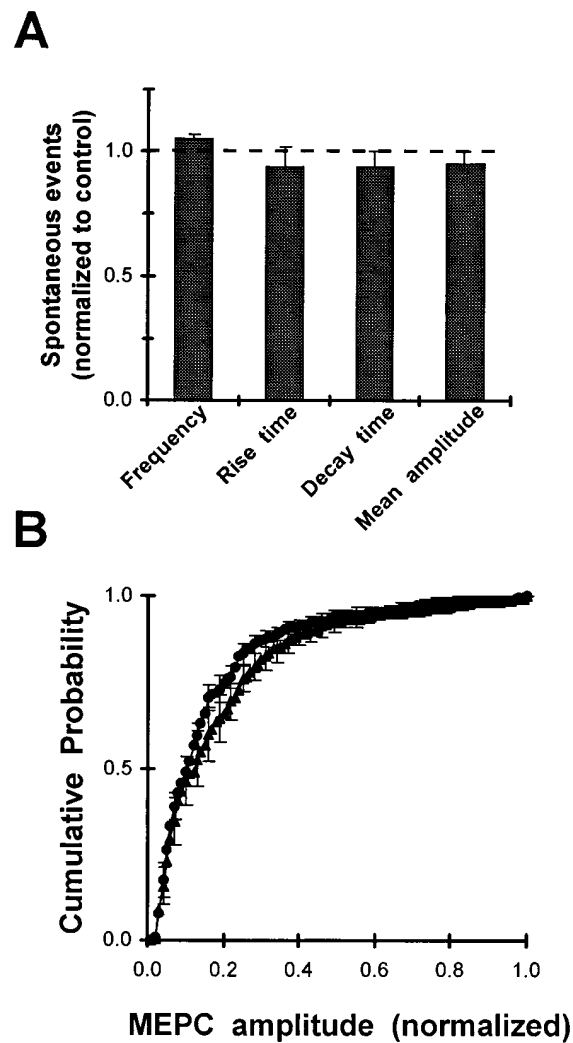 A
Spontaneous events
(normalized to control)
1.0
0.5
0.0
Frequency
Rise time
Decay time
Mean amplitude
B
Cumulative Probability
1.0
0.5
0.0
0.0 0.2 0.4 0.6 0.8 1.0
MEPC amplitude (normalized)